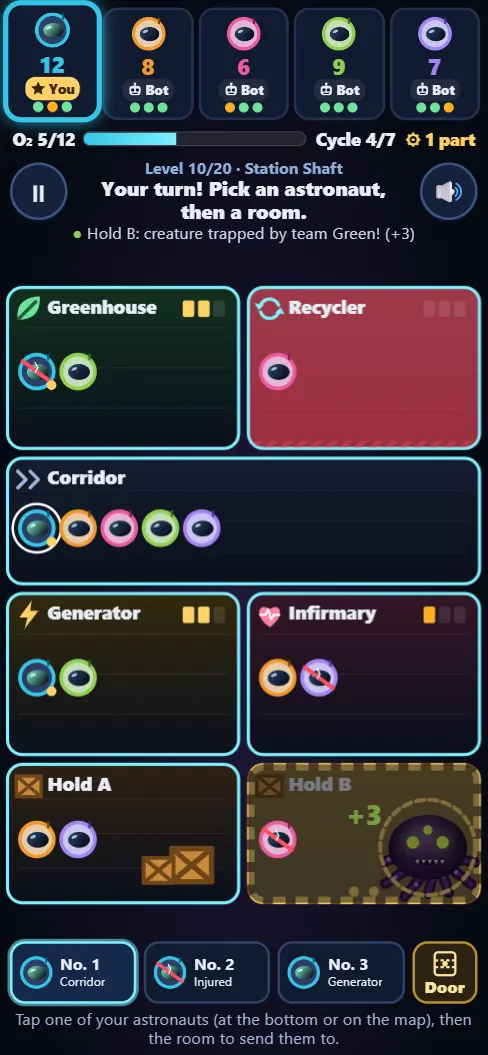 12
You
8
Bot
6
Bot
9
Bot
7
Bot
O₂ 5/12
Cycle 4/7
1 part
Level 10/20 · Station Shaft
Your turn! Pick an astronaut,
then a room.
Hold B: creature trapped by team Green! (+3)
Greenhouse
Recycler
Corridor
Generator
Infirmary
Hold A
Hold B
+3
No. 1
Corridor
No. 2
Injured
No. 3
Generator
Door
Tap one of your astronauts (at the bottom or on the map), then
the room to send them to.